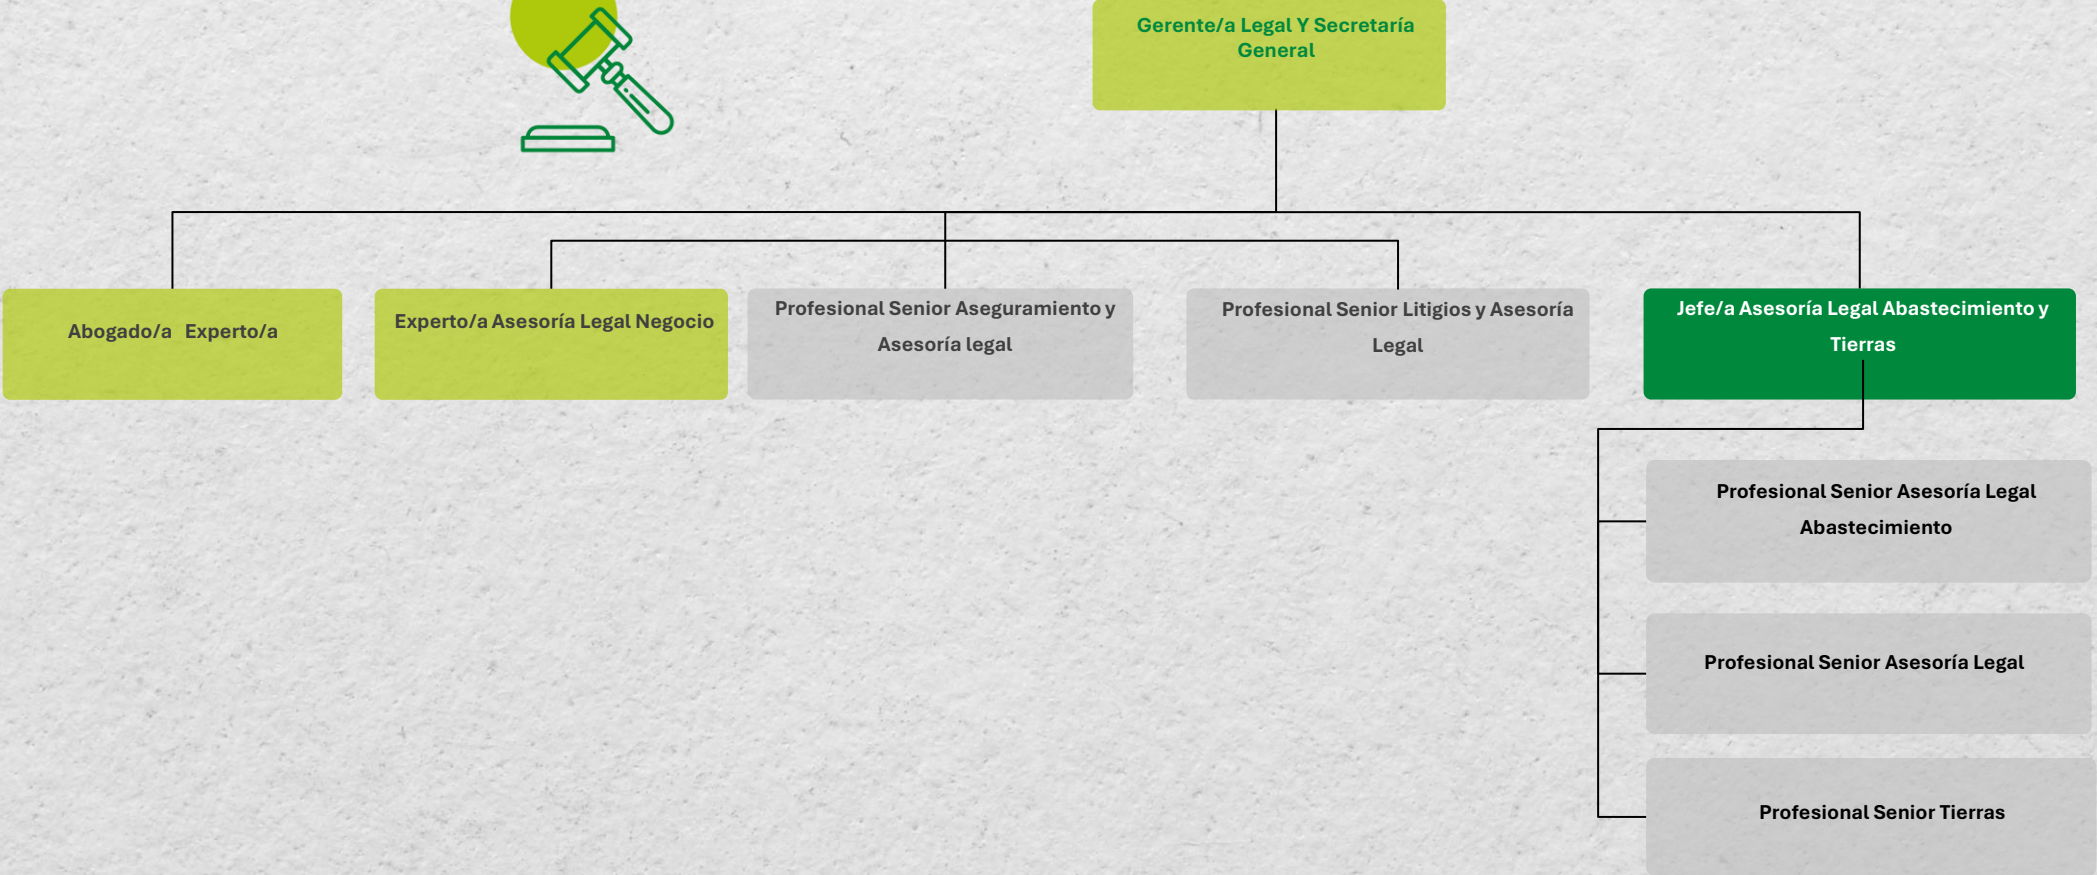 Gerente/a Legal Y Secretaría
General
Abogado/a Experto/a
Experto/a Asesoría Legal Negocio
Profesional Senior Aseguramiento y
Asesoría legal
Profesional Senior Litigios y Asesoría
Legal
Jefe/a Asesoría Legal Abastecimiento y
Tierras
Profesional Senior Asesoría Legal
Abastecimiento
Profesional Senior Asesoría Legal
Profesional Senior Tierras